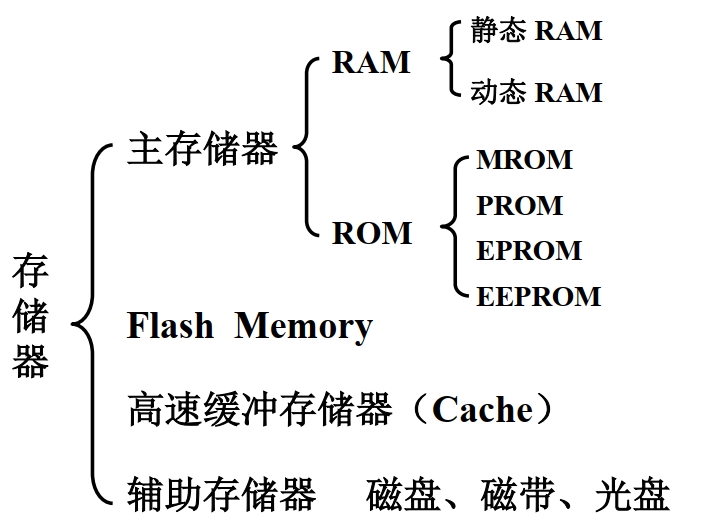 存储器
主存储器
RAM
静态 RAM
动态 RAM
ROM
MROM
PROM
EPROM
EEPROM
Flash Memory
高速缓冲存储器（Cache）
辅助存储器 磁盘、磁带、光盘